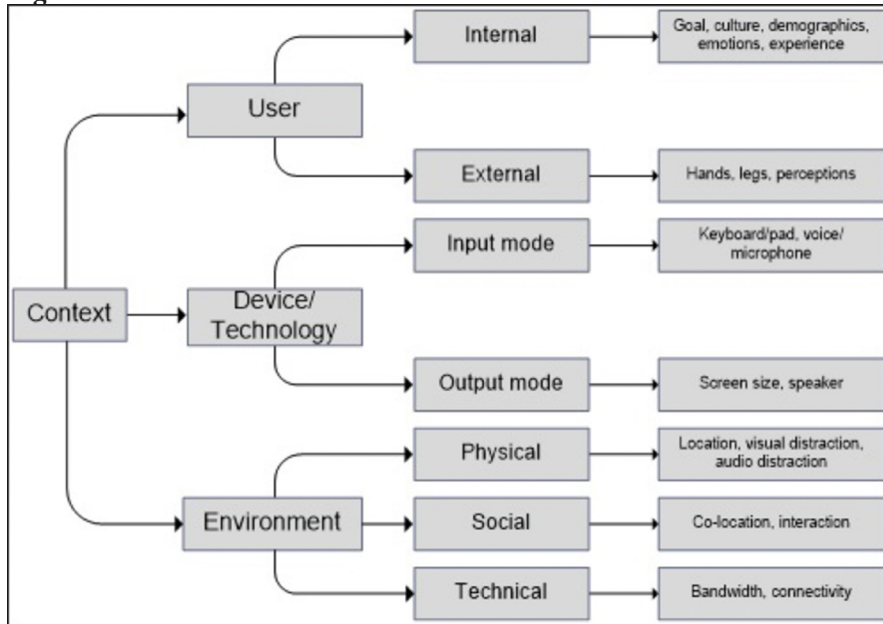 Internal
Goal, culture, demographics,
emotions, experience
User
External
Hands, legs, perceptions
Input mode
Keyboard/pad, voice/
microphone
Context
Device/
Technology
Output mode
Screen size, speaker
Physical
Location, visual distraction,
audio distraction
Environment
Social
Co-location, interaction
Technical
Bandwidth, connectivity